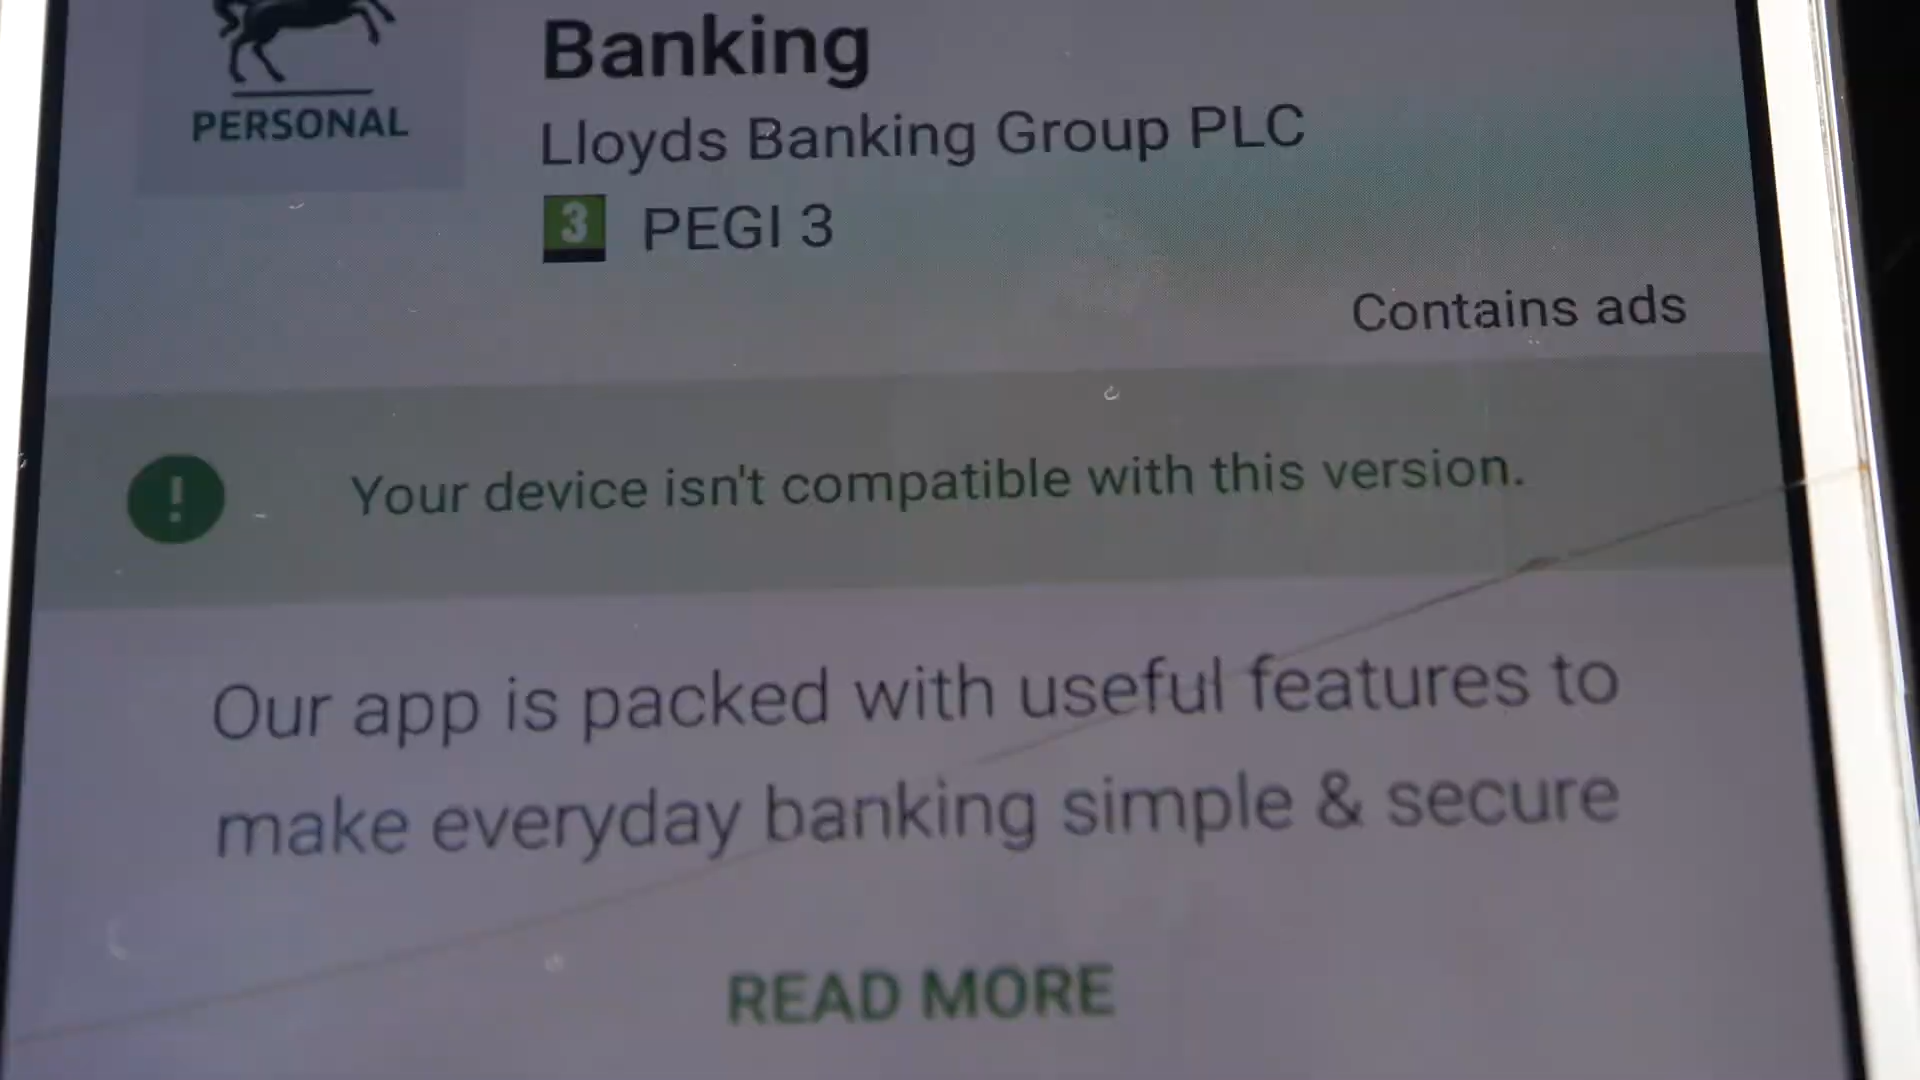 Banking
PERSONAL
Lloyds Banking Group PLC
3 PEGI 3
Contains ads
! Your device isn't compatible with this version.
Our app is packed with useful features to
make everyday banking simple & secure
READ MORE